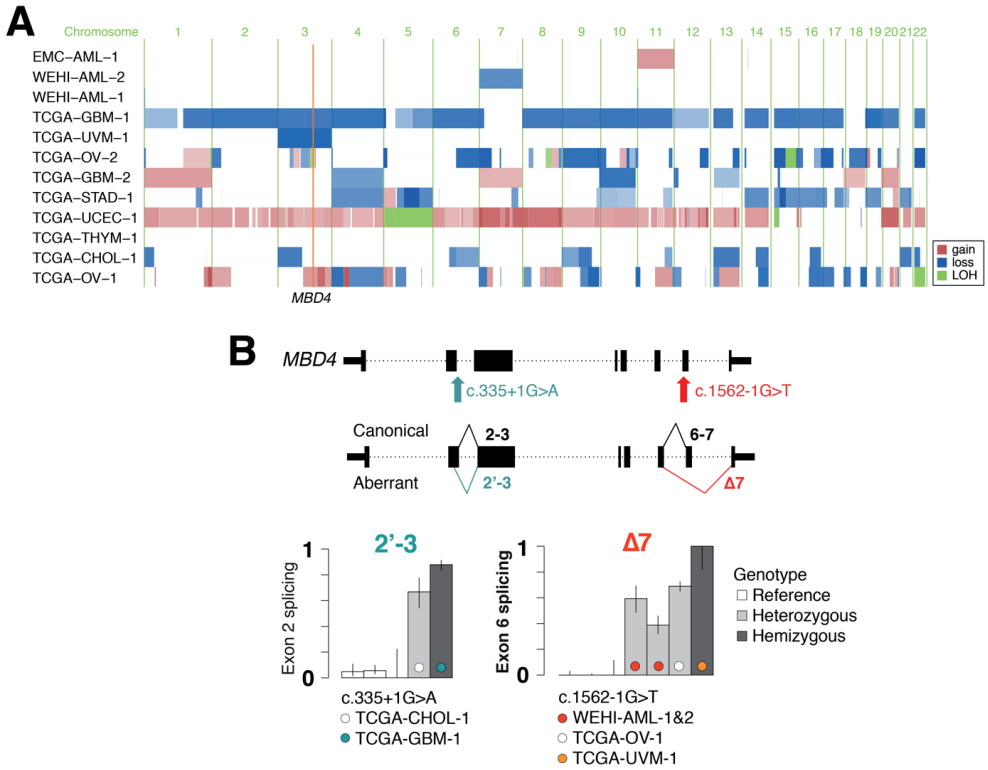 A
Chromosome 1 2 3 4 5 6 7 8 9 10 11 12 13 14 15 16 17 18 19 20 21 22
EMC–AML–1
WEHI–AML–2
WEHI–AML–1
TCGA–GBM–1
TCGA–UVM–1
TCGA–OV–2
TCGA–GBM–2
TCGA–STAD–1
TCGA–UCEC–1
TCGA–THYM–1
TCGA–CHOL–1
TCGA–OV–1
gain
loss
LOH
MBD4
B
MBD4
c.335+1G>A
c.1562-1G>T
Canonical
2-3
6-7
Aberrant
2’-3
Δ7
2’-3
Exon 2 splicing
1
0
c.335+1G>A
TCGA-CHOL-1
TCGA-GBM-1
Δ7
Exon 6 splicing
1
0
c.1562-1G>T
WEHI-AML-1&2
TCGA-OV-1
TCGA-UVM-1
Genotype
Reference
Heterozygous
Hemizygous